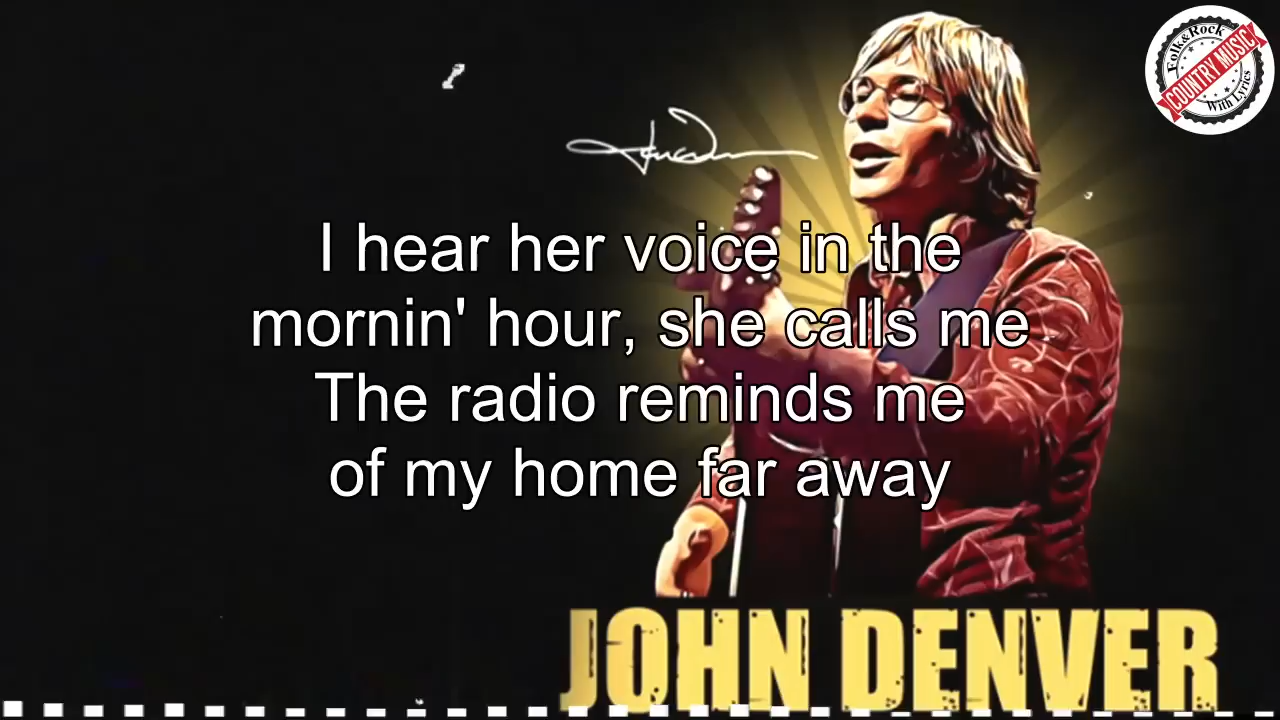 Folk&Rock
COUNTRY MUSIC
With Lyrics
I hear her voice in the
mornin' hour, she calls me
The radio reminds me
of my home far away
JOHN DENVER